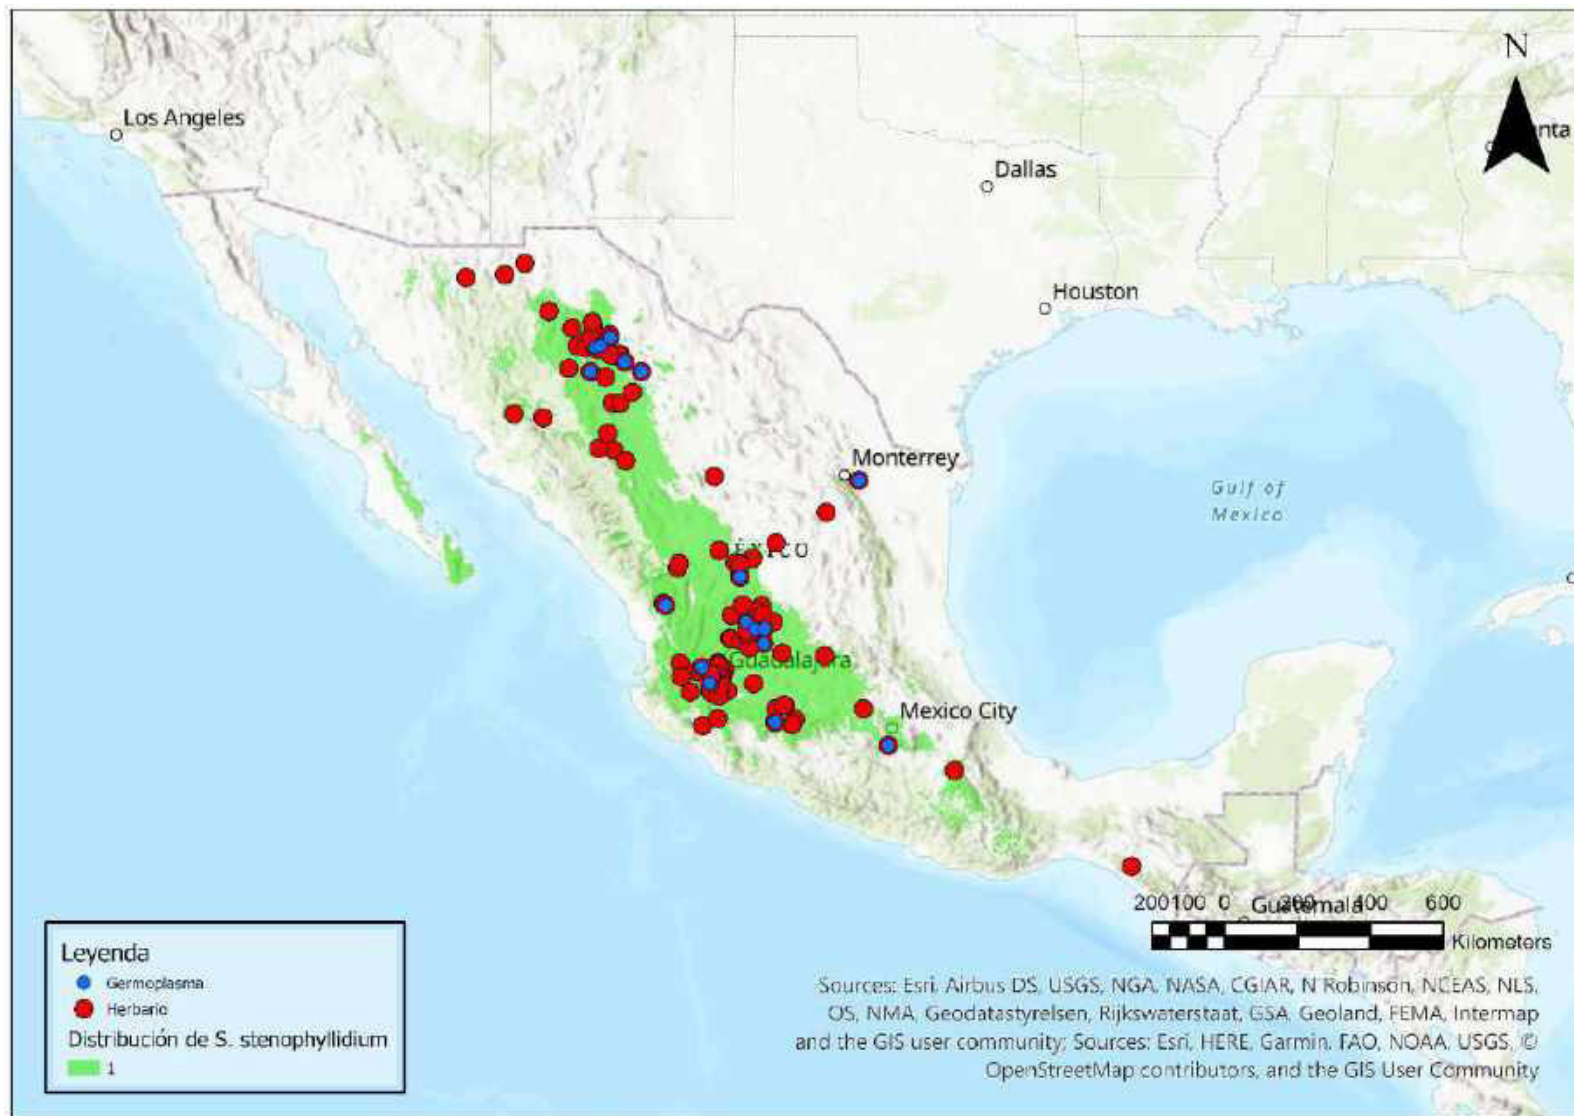 N
Los Angeles
anta
Dallas
Houston
Monterrey
Gulf of
Mexico
ÉXICO
Guadalajara
Mexico City
200100 0 200 400 600
Guatemala
Kilometers
Leyenda
Germoplasma
Herbario
Distribución de S. stenophyllidium
1
Sources: Esri, Airbus DS, USGS, NGA, NASA, CGIAR, N Robinson, NCEAS, NLS,
OS, NMA, Geodatastyrelsen, Rijkswaterstaat, GSA, Geoland, FEMA, Intermap
and the GIS user community; Sources: Esri, HERE, Garmin, FAO, NOAA, USGS, ©
OpenStreetMap contributors, and the GIS User Community